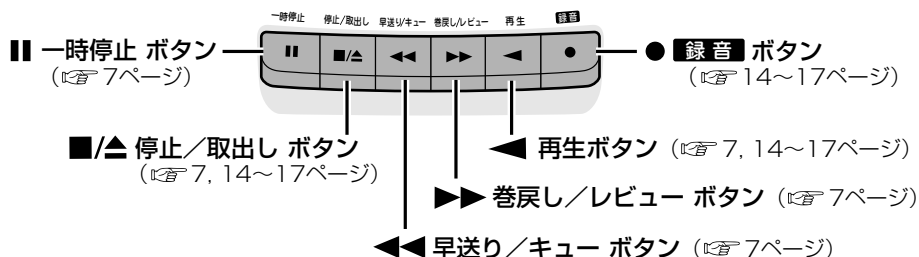 一時停止 停止/取出し 早送り/キュー 巻戻し/レビュー 再生 録音
一時停止 ボタン
(☞ 7ページ)
● 録音 ボタン
(☞ 14～17ページ)
■/▲ 停止／取出し ボタン
(☞ 7, 14～17ページ)
◀ 再生ボタン (☞ 7, 14～17ページ)
▶▶ 巻戻し／レビュー ボタン (☞ 7ページ)
◀◀ 早送り／キュー ボタン (☞ 7ページ)